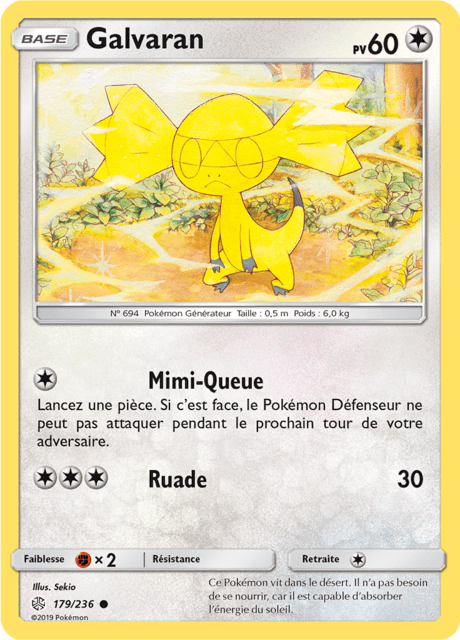 BASE Galvaran PV60
N° 694 Pokémon Générateur Taille : 0,5 m Poids : 6,0 kg
Mimi-Queue
Lancez une pièce. Si c'est face, le Pokémon Défenseur ne
peut pas attaquer pendant le prochain tour de votre
adversaire.
Ruade 30
Faiblesse ×2 Résistance Retraite
Illus. Sekio
179/236
©2019 Pokémon
Ce Pokémon vit dans le désert. Il n'a pas besoin
de se nourrir, car il est capable d'absorber
l'énergie du soleil.